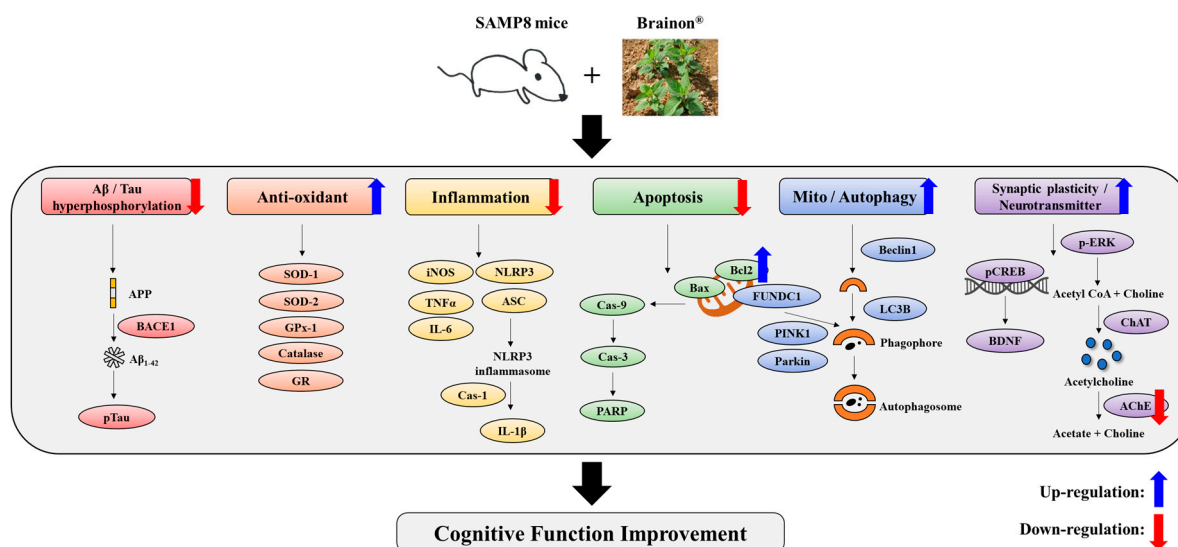 SAMP8 mice
Brainon®
+
Aβ / Tau
hyperphosphorylation
Anti-oxidant
Inflammation
Apoptosis
Mito / Autophagy
Synaptic plasticity /
Neurotransmitter
APP
BACE1
Aβ1-42
pTau
SOD-1
SOD-2
GPx-1
Catalase
GR
iNOS
NLRP3
TNFα
ASC
IL-6
NLRP3
inflammasome
Cas-1
IL-1β
Bcl2
Bax
Cas-9
Cas-3
PARP
FUNDC1
PINK1
Parkin
Beclin1
LC3B
Phagophore
Autophagosome
p-ERK
pCREB
BDNF
Acetyl CoA + Choline
ChAT
Acetylcholine
AChE
Acetate + Choline
Cognitive Function Improvement
Up-regulation:
Down-regulation: